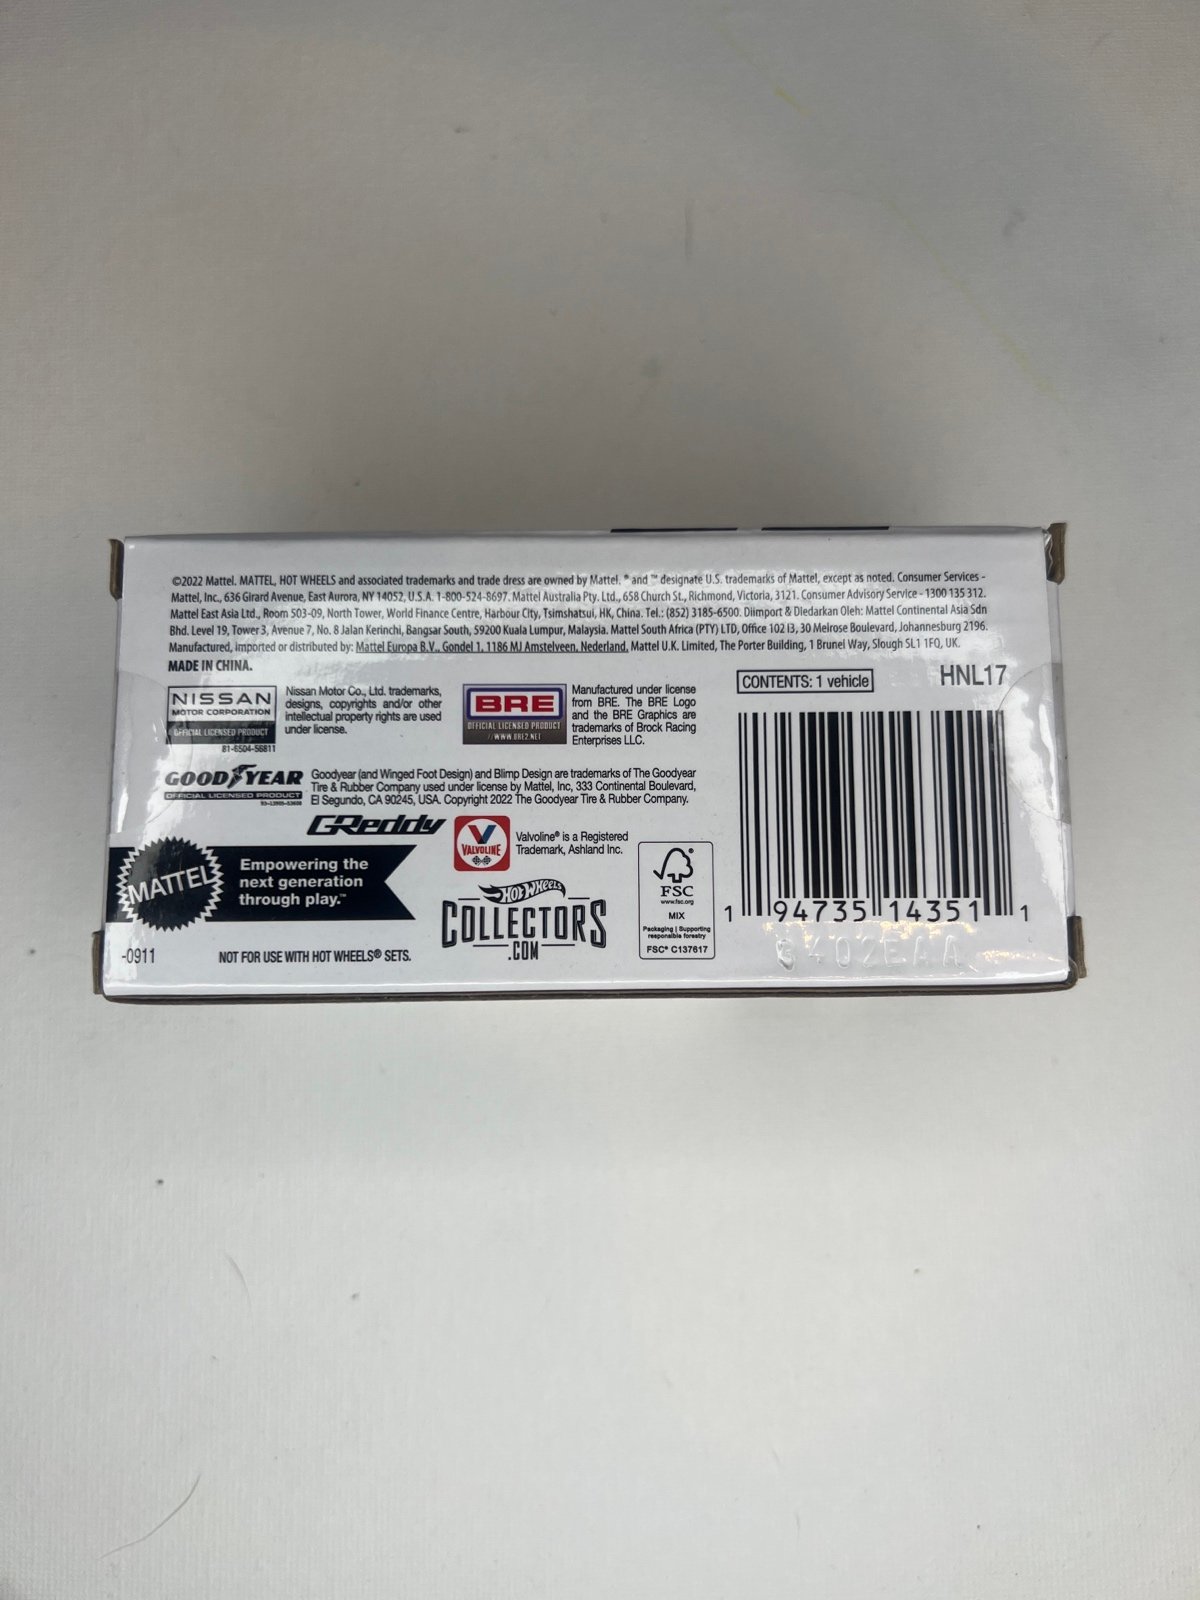 ©2022 Mattel. MATTEL, HOT WHEELS and associated trademarks and trade dress are owned by Mattel. ® and ™ designate U.S. trademarks of Mattel, except as noted. Consumer Services -
Mattel, Inc., 636 Girard Avenue, East Aurora, NY 14052, U.S.A. 1-800-524-8697. Mattel Australia Pty. Ltd., 658 Church St., Richmond, Victoria, 3121. Consumer Advisory Service - 1300 135 312.
Mattel East Asia Ltd., Room 503-09, North Tower, World Finance Centre, Harbour City, Tsimshatsui, HK, China. Tel.: (852) 3185-6500. Diimport & Diedarkan Oleh: Mattel Continental Asia Sdn
Bhd. Level 19, Tower 3, Avenue 7, No. 8 Jalan Kerinchi, Bangsar South, 59200 Kuala Lumpur, Malaysia. Mattel South Africa (PTY) LTD, Office 102 I3, 30 Melrose Boulevard, Johannesburg 2196.
Manufactured, imported or distributed by: Mattel Europa B.V., Gondel 1, 1186 MJ Amstelveen, Nederland, Mattel U.K. Limited, The Porter Building, 1 Brunel Way, Slough SL1 1FQ, UK.
MADE IN CHINA.
CONTENTS: 1 vehicle
HNL17
NISSAN
MOTOR CORPORATION
OFFICIAL LICENSED PRODUCT
81-6504-56811
Nissan Motor Co., Ltd. trademarks,
designs, copyrights and/or other
intellectual property rights are used
under license.
BRE
OFFICIAL LICENSED PRODUCT
WWW.BRE2.NET
Manufactured under license
from BRE. The BRE Logo
and the BRE Graphics are
trademarks of Brock Racing
Enterprises LLC.
GOODYEAR
OFFICIAL LICENSED PRODUCT
Goodyear (and Winged Foot Design) and Blimp Design are trademarks of The Goodyear
Tire & Rubber Company used under license by Mattel, Inc, 333 Continental Boulevard,
El Segundo, CA 90245, USA. Copyright 2022 The Goodyear Tire & Rubber Company.
GReddy
V
VALVOLINE
Valvoline® is a Registered
Trademark, Ashland Inc.
MATTEL
Empowering the
next generation
through play.™
HOT WHEELS
COLLECTORS
.COM
FSC
www.fsc.org
MIX
Packaging | Supporting
responsible forestry
FSC® C137617
1 94735 14351 1
-0911
NOT FOR USE WITH HOT WHEELS® SETS.